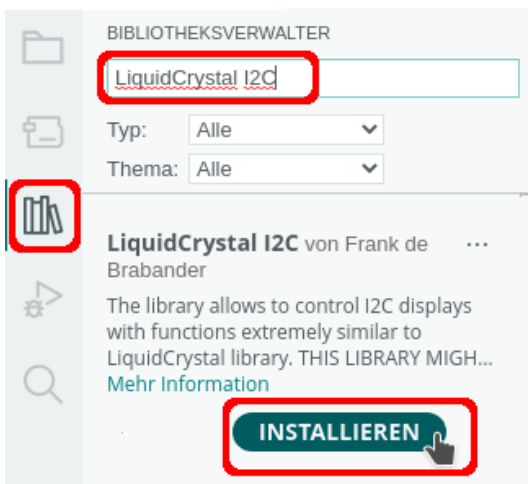 BIBLIOTHEKSVERWALTER
LiquidCrystal I2C
Typ: Alle
Thema: Alle
LiquidCrystal I2C von Frank de ...
Brabander
The library allows to control I2C displays
with functions extremely similar to
LiquidCrystal library. THIS LIBRARY MIGH...
Mehr Information
INSTALLIEREN